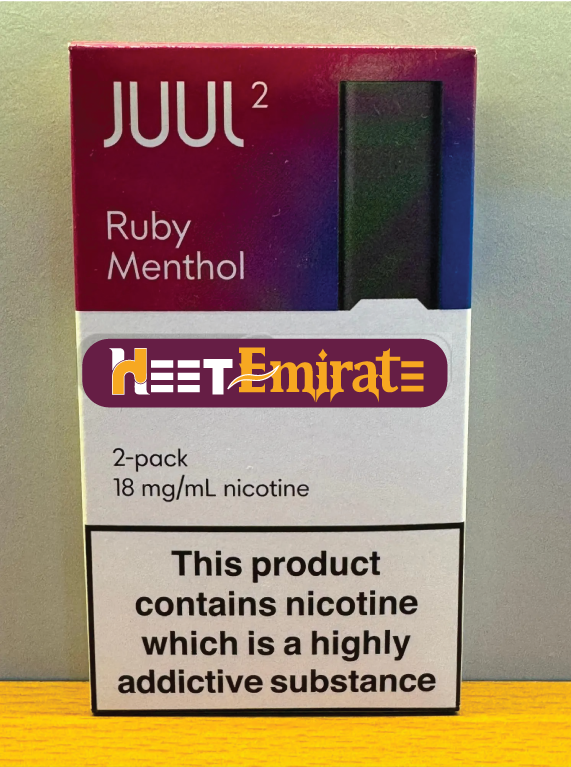 JUUL2
Ruby
Menthol
HEETEmirate
2-pack
18 mg/mL nicotine
This product
contains nicotine
which is a highly
addictive substance